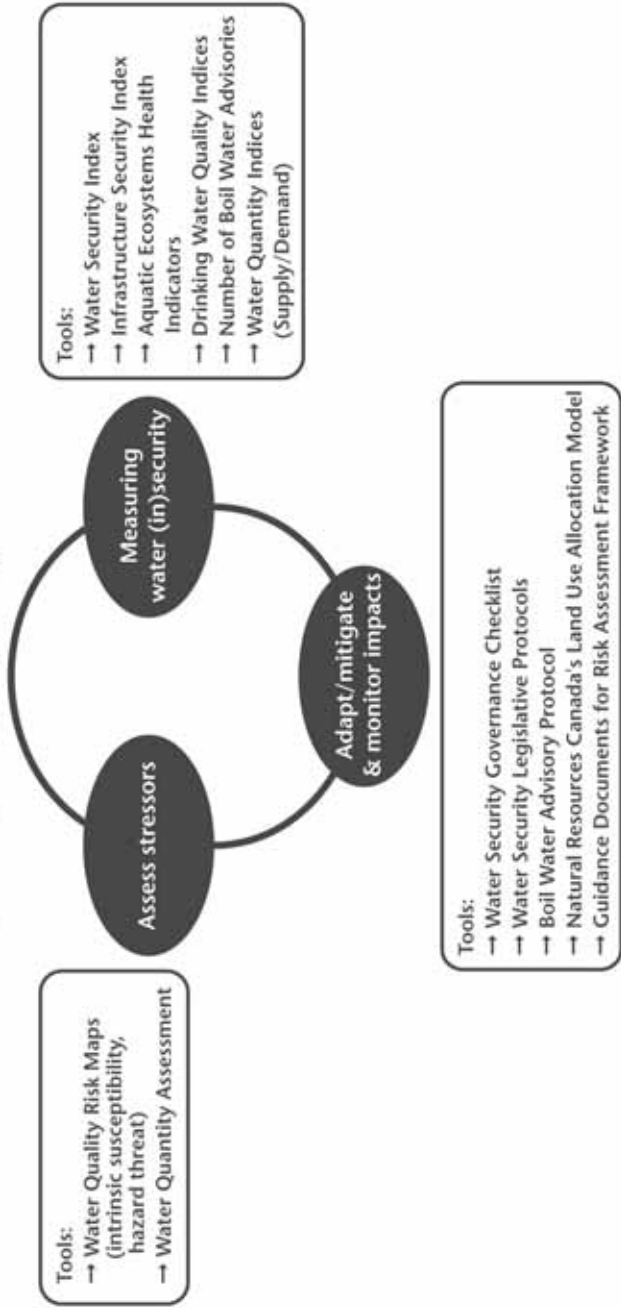 Tools:
→ Water Quality Risk Maps
(intrinsic susceptibility,
hazard threat)
→ Water Quantity Assessment
Assess stressors
Measuring
water (in)security
Tools:
→ Water Security Index
→ Infrastructure Security Index
→ Aquatic Ecosystems Health
Indicators
→ Drinking Water Quality Indices
→ Number of Boil Water Advisories
→ Water Quantity Indices
(Supply/Demand)
Adapt/mitigate
& monitor impacts
Tools:
→ Water Security Governance Checklist
→ Water Security Legislative Protocols
→ Boil Water Advisory Protocol
→ Natural Resources Canada's Land Use Allocation Model
→ Guidance Documents for Risk Assessment Framework